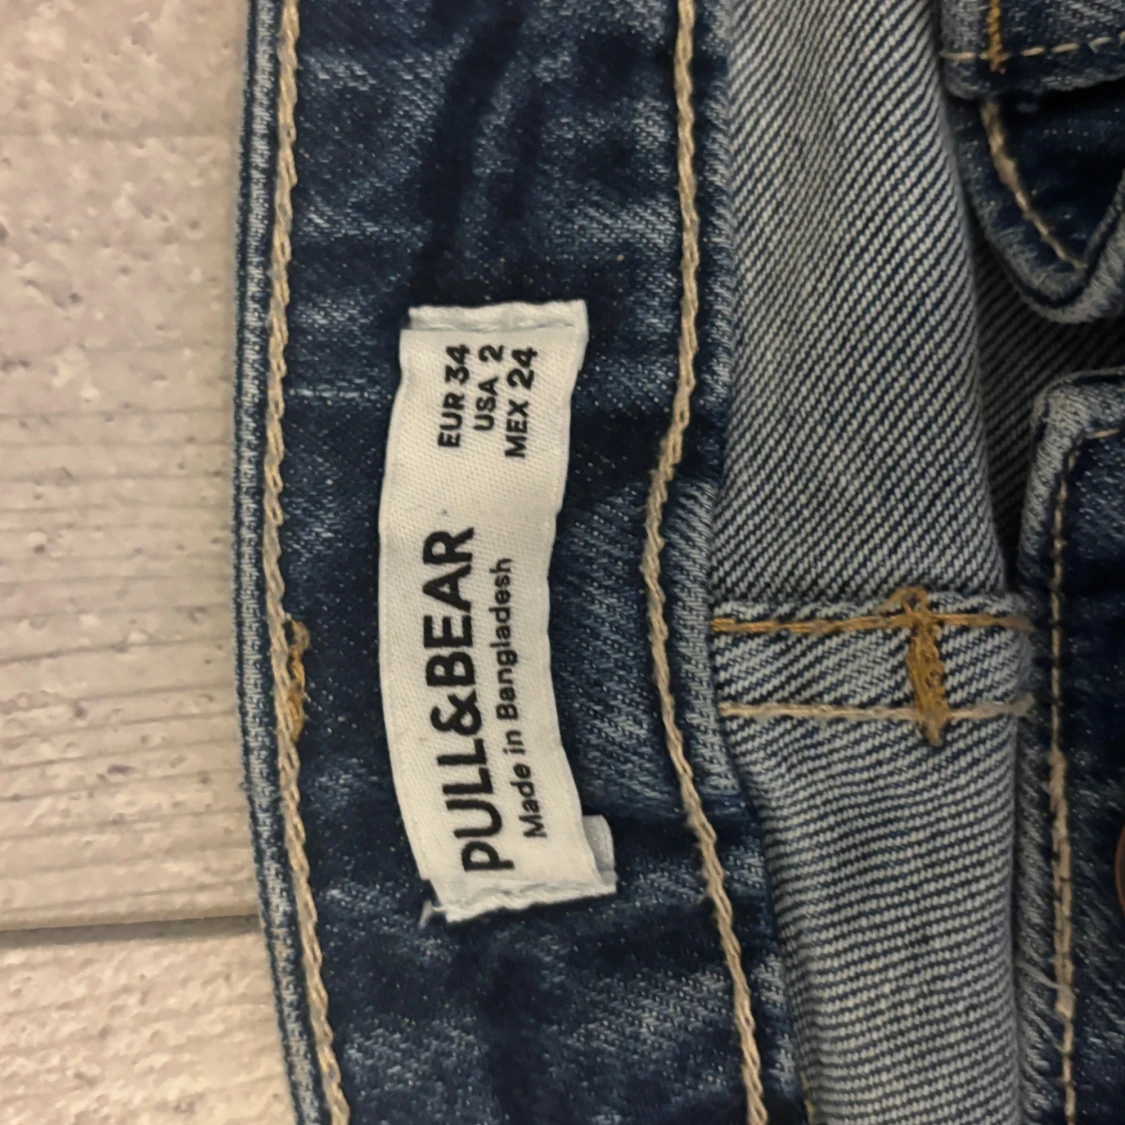 PULL&BEAR
Made in Bangladesh
EUR 34
USA 2
MEX 24